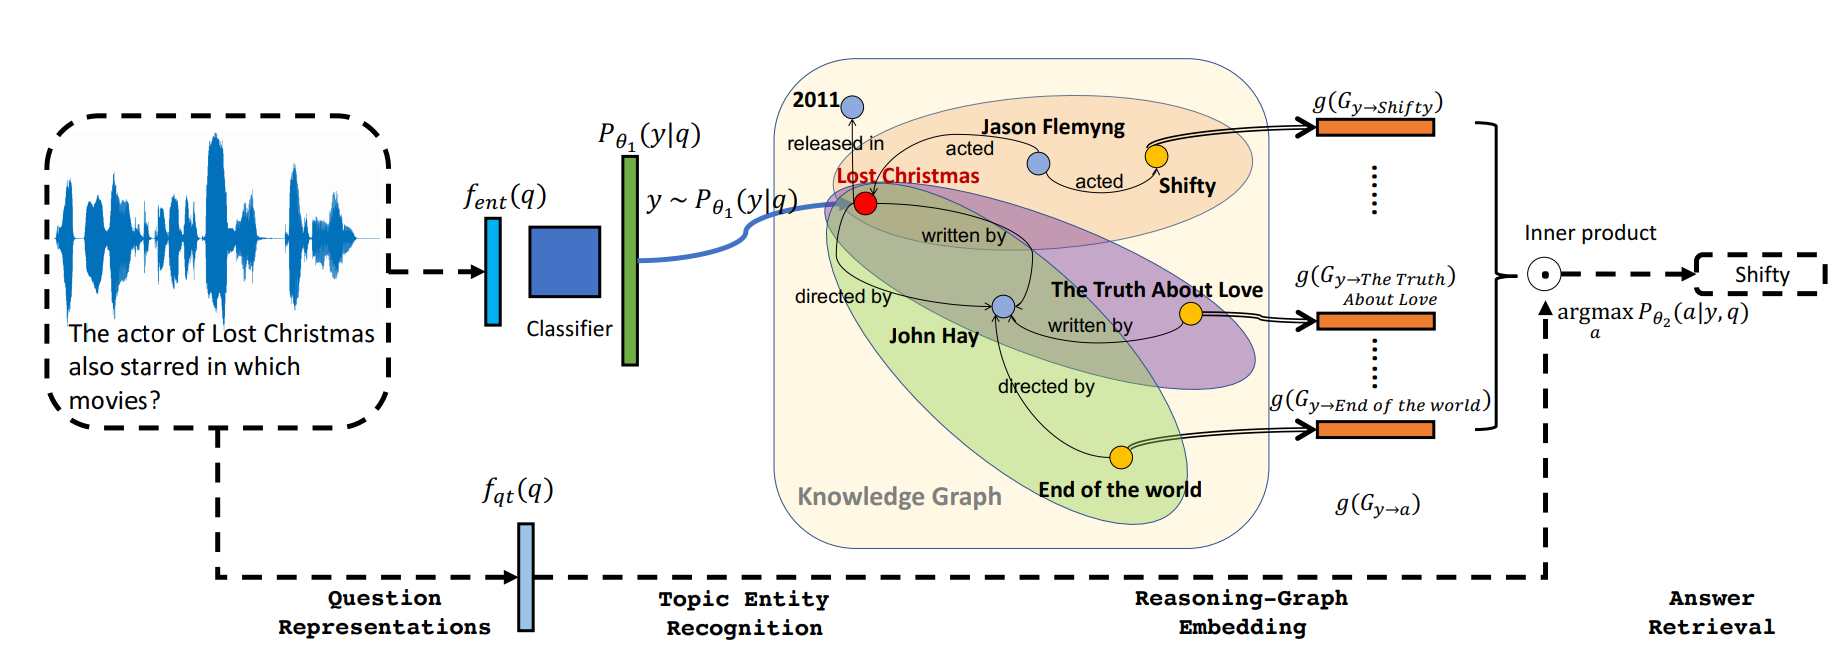 The actor of Lost Christmas
also starred in which
movies?
f_ent(q)
Classifier
P_θ₁(y|q)
y ~ P_θ₁(y|q)
f_qt(q)
2011
released in
Jason Flemyng
acted
acted
Lost Christmas
Shifty
written by
directed by
The Truth About Love
written by
John Hay
directed by
End of the world
Knowledge Graph
g(G_y→Shifty)
g(G_y→The Truth)
About Love
g(G_y→End of the world)
g(G_y→a)
Inner product
Shifty
argmax P_θ₂(a|y, q)
a
Question
Representations
Topic Entity
Recognition
Reasoning-Graph
Embedding
Answer
Retrieval